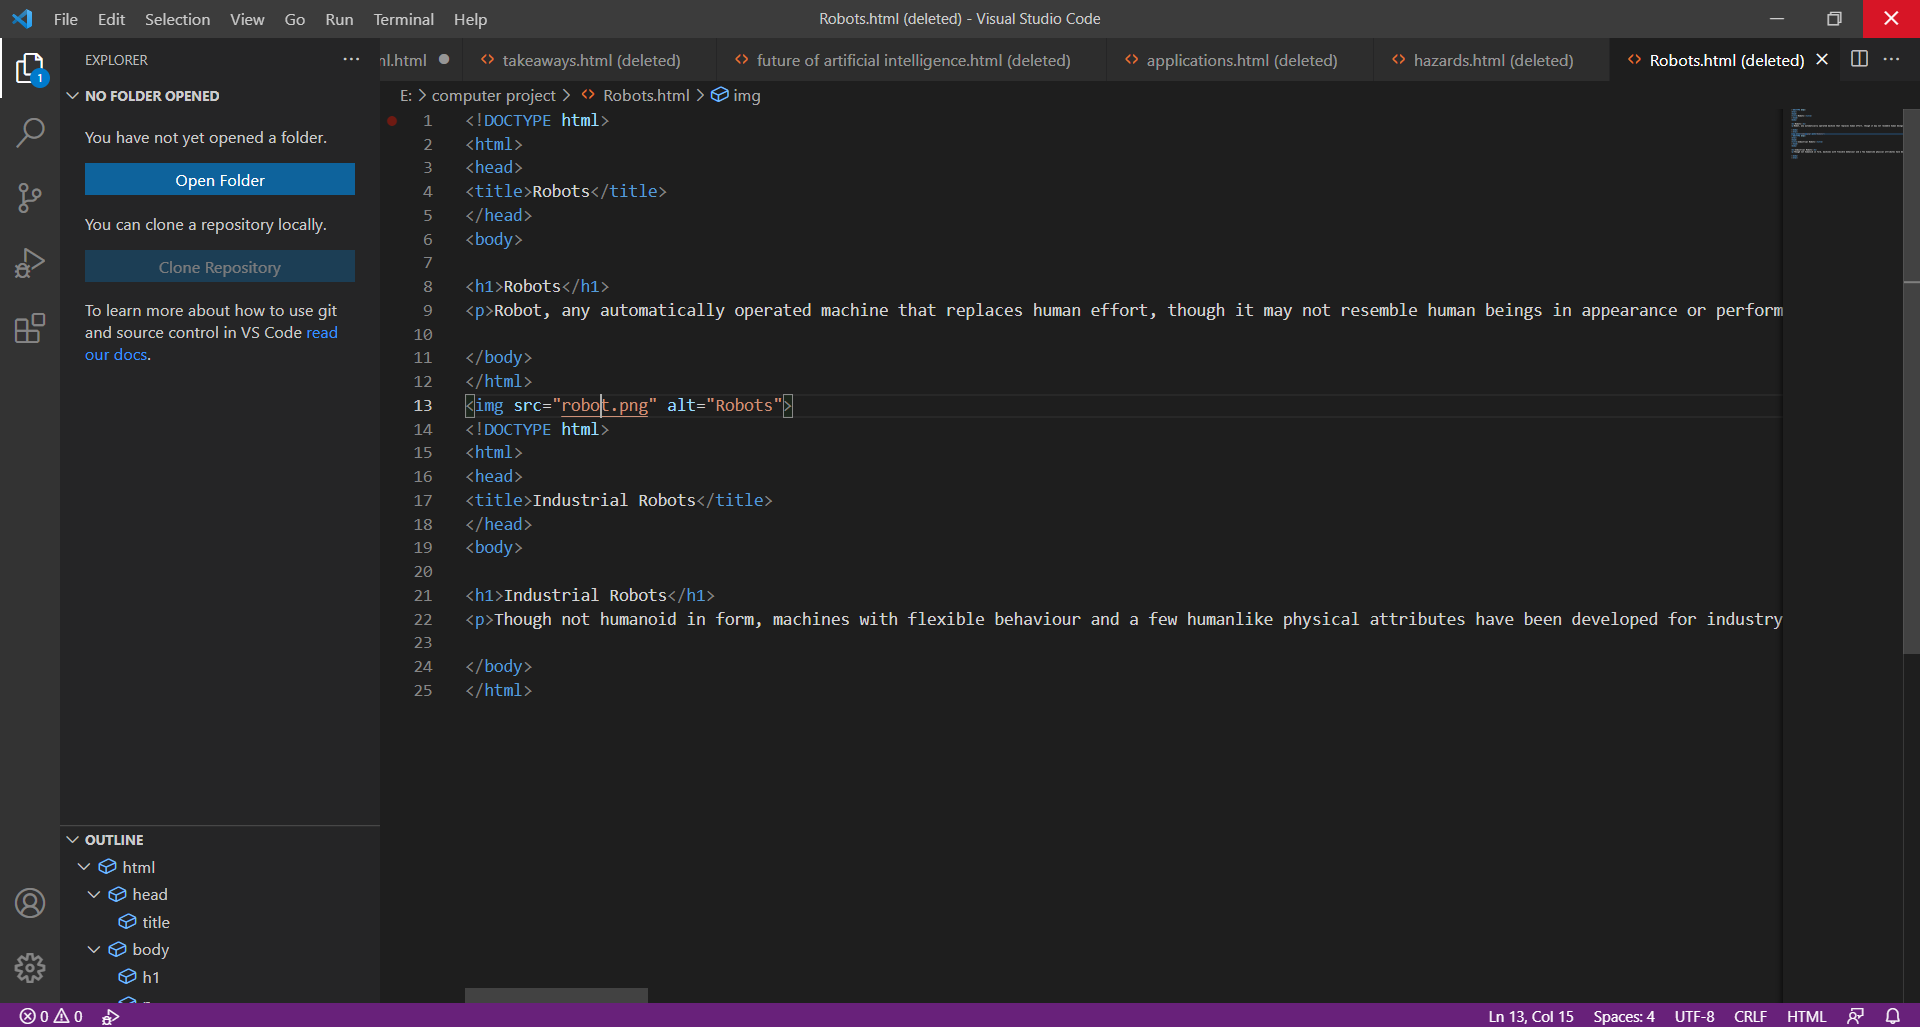 File Edit Selection View Go Run Terminal Help
Robots.html (deleted) - Visual Studio Code
EXPLORER
1
NO FOLDER OPENED
You have not yet opened a folder.
Open Folder
You can clone a repository locally.
Clone Repository
To learn more about how to use git
and source control in VS Code read
our docs.
OUTLINE
html
head
title
body
h1
nl.html takeaways.html (deleted) future of artificial intelligence.html (deleted) applications.html (deleted) hazards.html (deleted) Robots.html (deleted)
E: > computer project > Robots.html > img
1 <!DOCTYPE html>
2 <html>
3 <head>
4 <title>Robots</title>
5 </head>
6 <body>
7
8 <h1>Robots</h1>
9 <p>Robot, any automatically operated machine that replaces human effort, though it may not resemble human beings in appearance or perform
10
11 </body>
12 </html>
13 <img src="robot.png" alt="Robots">
14 <!DOCTYPE html>
15 <html>
16 <head>
17 <title>Industrial Robots</title>
18 </head>
19 <body>
20
21 <h1>Industrial Robots</h1>
22 <p>Though not humanoid in form, machines with flexible behaviour and a few humanlike physical attributes have been developed for industry
23
24 </body>
25 </html>
0 0
Ln 13, Col 15 Spaces: 4 UTF-8 CRLF HTML